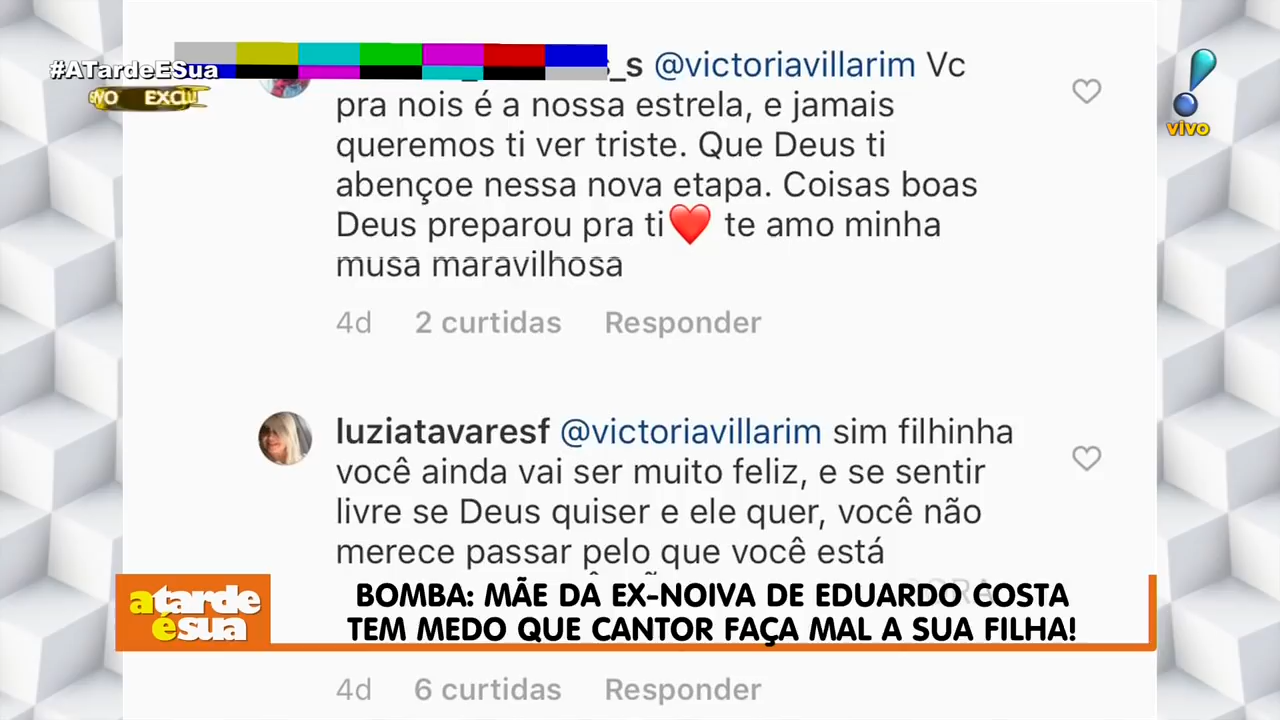 #ATardeESua
VIVO EXCLU
_s @victoriavillarim Vc
pra nois é a nossa estrela, e jamais
queremos ti ver triste. Que Deus ti
abençoe nessa nova etapa. Coisas boas
Deus preparou pra ti❤️ te amo minha
musa maravilhosa
4d 2 curtidas Responder
vivo
luziatavaresf @victoriavillarim sim filhinha
você ainda vai ser muito feliz, e se sentir
livre se Deus quiser e ele quer, você não
merece passar pelo que você está
a tarde
é sua
BOMBA: MÃE DA EX-NOIVA DE EDUARDO COSTA
TEM MEDO QUE CANTOR FAÇA MAL A SUA FILHA!
4d 6 curtidas Responder